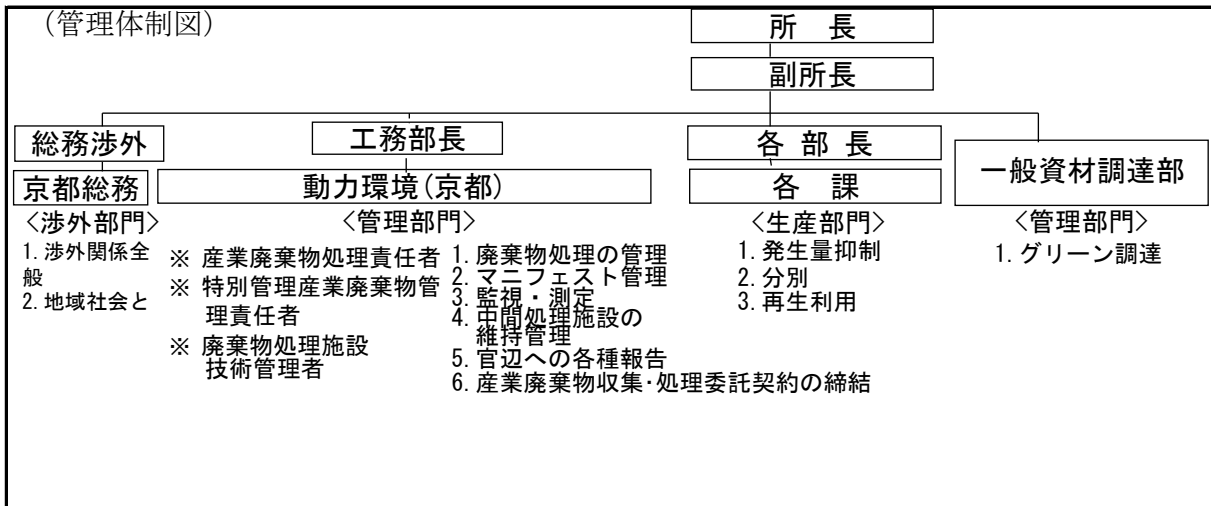 (管理体制図)
所　長
副所長
総務渉外
工務部長
各 部 長
一般資材調達部
京都総務
動力環境(京都)
各　課
<渉外部門>
1. 渉外関係全
般
2. 地域社会と
<管理部門>
※ 産業廃棄物処理責任者
※ 特別管理産業廃棄物管
理責任者
※ 廃棄物処理施設
技術管理者
1. 廃棄物処理の管理
2. マニフェスト管理
3. 監視・測定
4. 中間処理施設の
維持管理
5. 官辺への各種報告
6. 産業廃棄物収集・処理委託契約の締結
<生産部門>
1. 発生量抑制
2. 分別
3. 再生利用
<管理部門>
1. グリーン調達